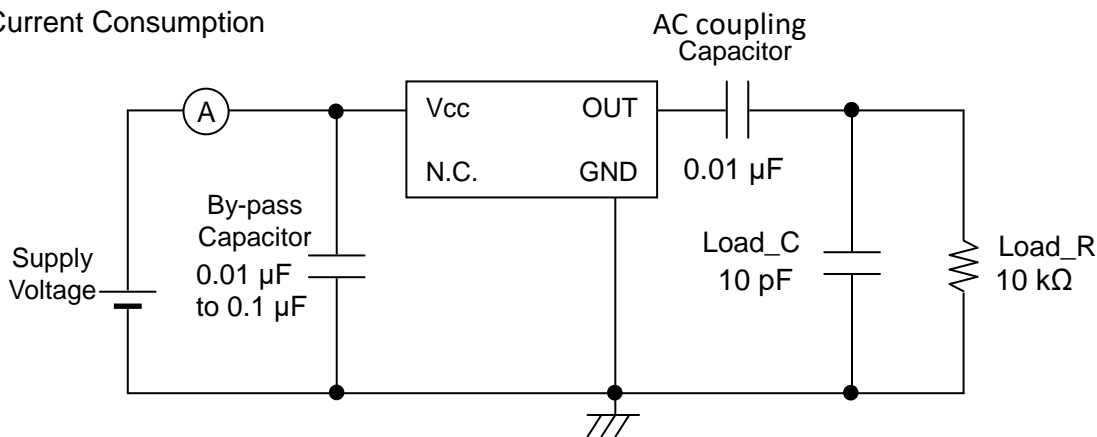 Current Consumption
AC coupling
Capacitor
A
Vcc
OUT
N.C.
GND
0.01 µF
By-pass
Capacitor
0.01 µF
to 0.1 µF
Supply
Voltage
Load_C
10 pF
Load_R
10 kΩ